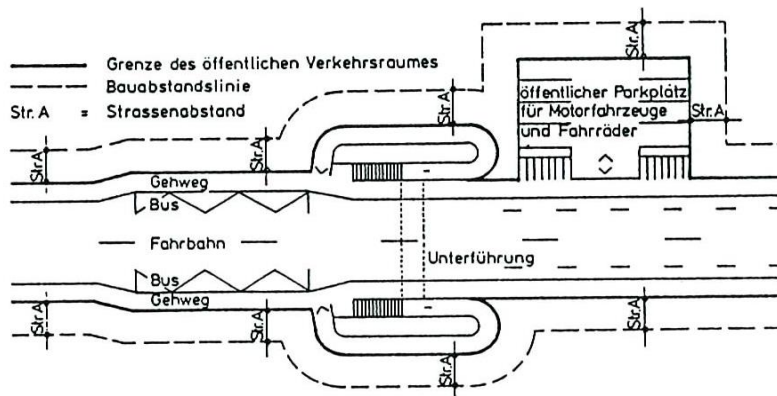 Str.A
Grenze des öffentlichen Verkehrsraumes
Bauabstandslinie
Str. A = Strassenabstand
Str.A
öffentlicher Parkplatz
für Motorfahrzeuge
und Fahrräder
Str.A
Str.A
Str.A
Gehweg
Bus
Fahrbahn
Unterführung
Bus
Gehweg
Str.A
Str.A
Str.A
Str.A